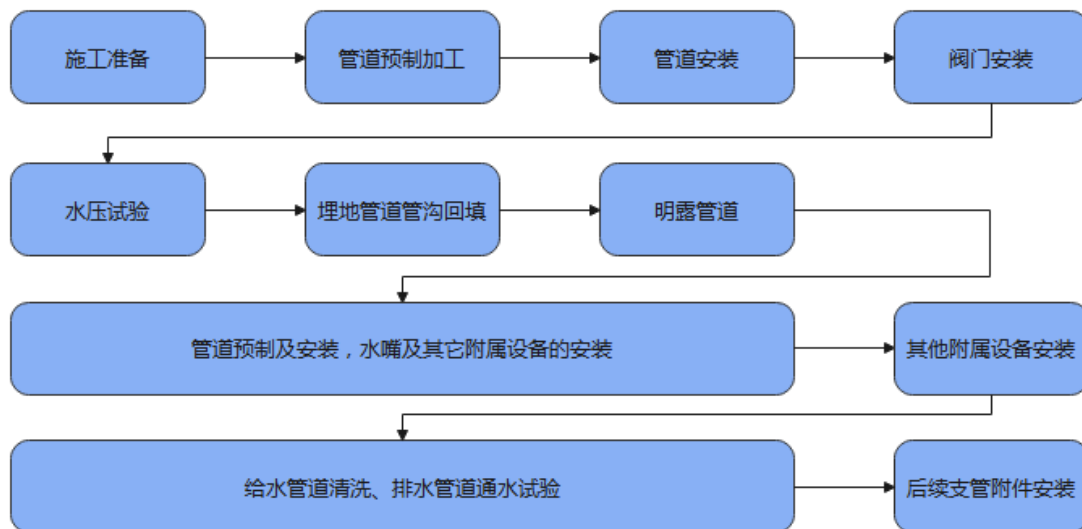 施工准备
管道预制加工
管道安装
阀门安装
水压试验
埋地管道管沟回填
明露管道
管道预制及安装，水嘴及其它附属设备的安装
其他附属设备安装
给水管道清洗、排水管道通水试验
后续支管附件安装